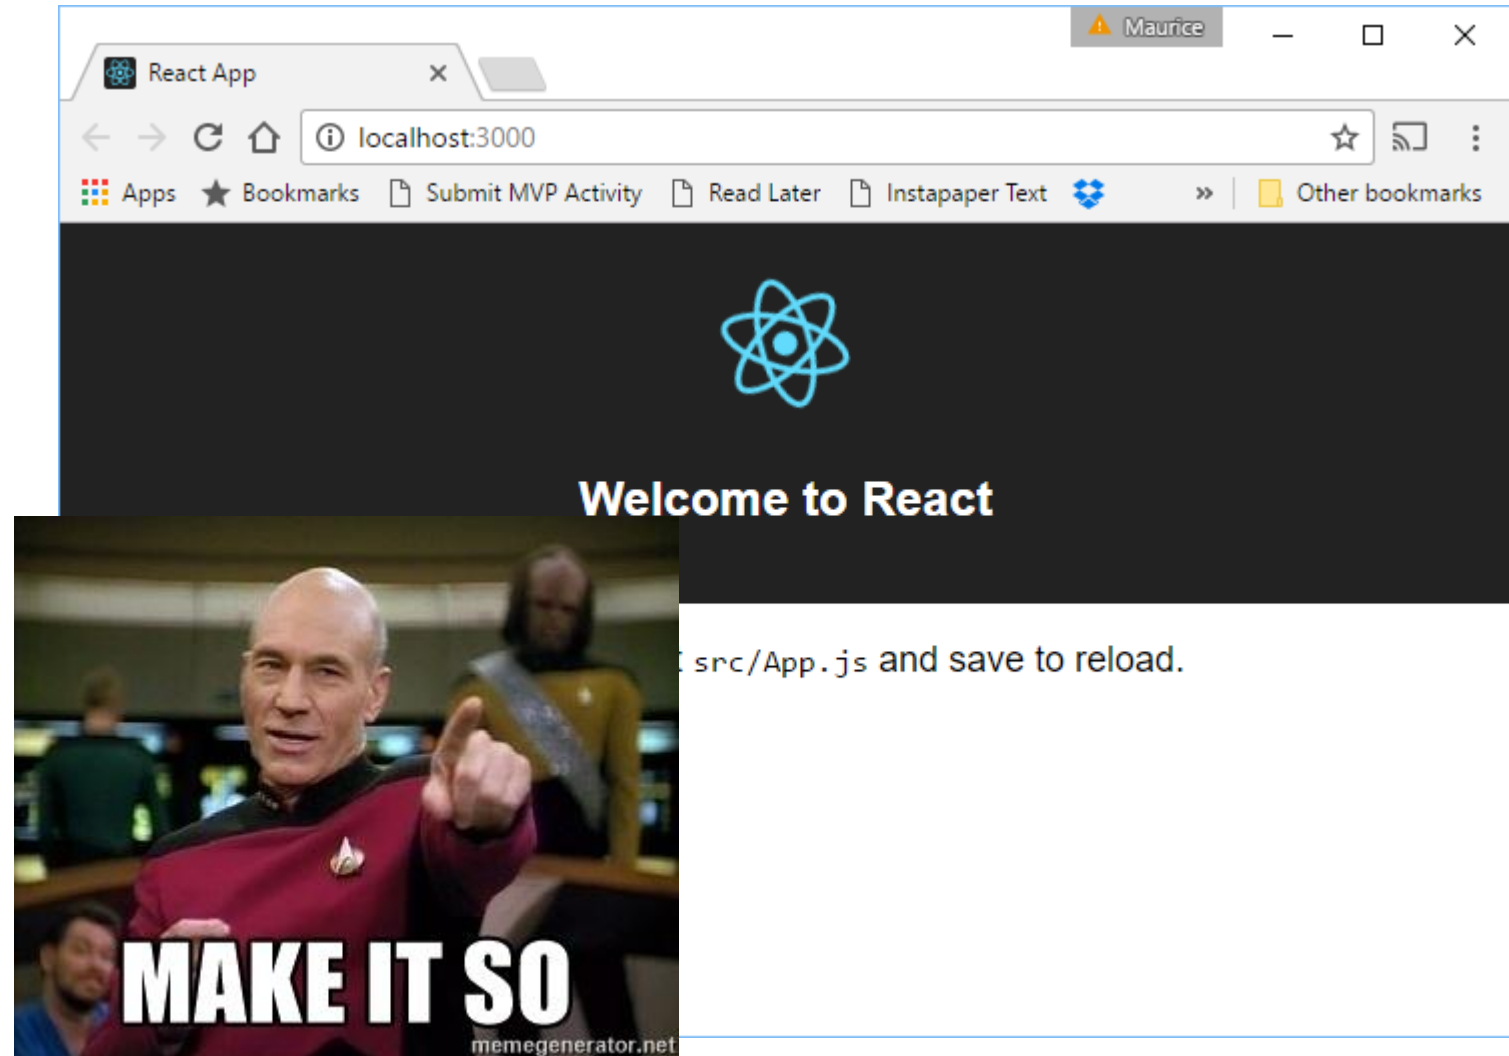 Maurice
React App
localhost:3000
Apps Bookmarks Submit MVP Activity Read Later Instapaper Text » Other bookmarks
Welcome to React
src/App.js and save to reload.
MAKE IT SO
memegenerator.net